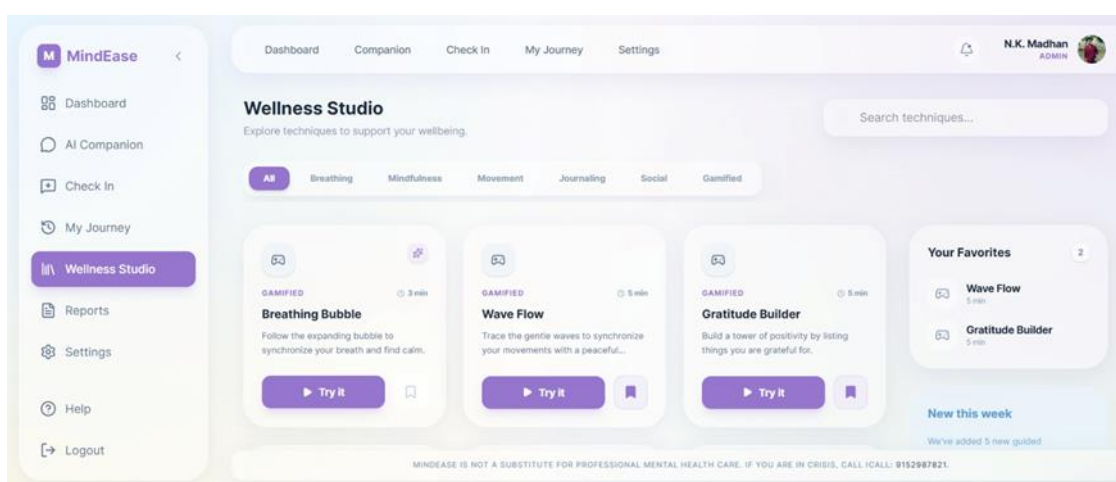 M MindEase
Dashboard
AI Companion
Check In
My Journey
Wellness Studio
Reports
Settings
Help
Logout
Dashboard Companion Check In My Journey Settings
N.K. Madhan
ADMIN
Wellness Studio
Explore techniques to support your wellbeing.
Search techniques...
All Breathing Mindfulness Movement Journaling Social Gamified
GAMIFIED 3 min
Breathing Bubble
Follow the expanding bubble to
synchronize your breath and find calm.
Try it
GAMIFIED 5 min
Wave Flow
Trace the gentle waves to synchronize
your movements with a peaceful...
Try it
GAMIFIED 5 min
Gratitude Builder
Build a tower of positivity by listing
things you are grateful for.
Try it
Your Favorites 2
Wave Flow
5 min
Gratitude Builder
5 min
New this week
We've added 5 new guided
MINDEASE IS NOT A SUBSTITUTE FOR PROFESSIONAL MENTAL HEALTH CARE. IF YOU ARE IN CRISIS, CALL ICALL: 9152987821.